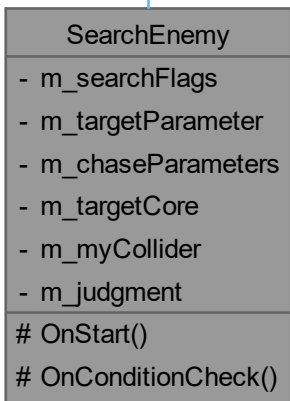 SearchEnemy
- m_searchFlags
- m_targetParameter
- m_chaseParameters
- m_targetCore
- m_myCollider
- m_judgment
# OnStart()
# OnConditionCheck()